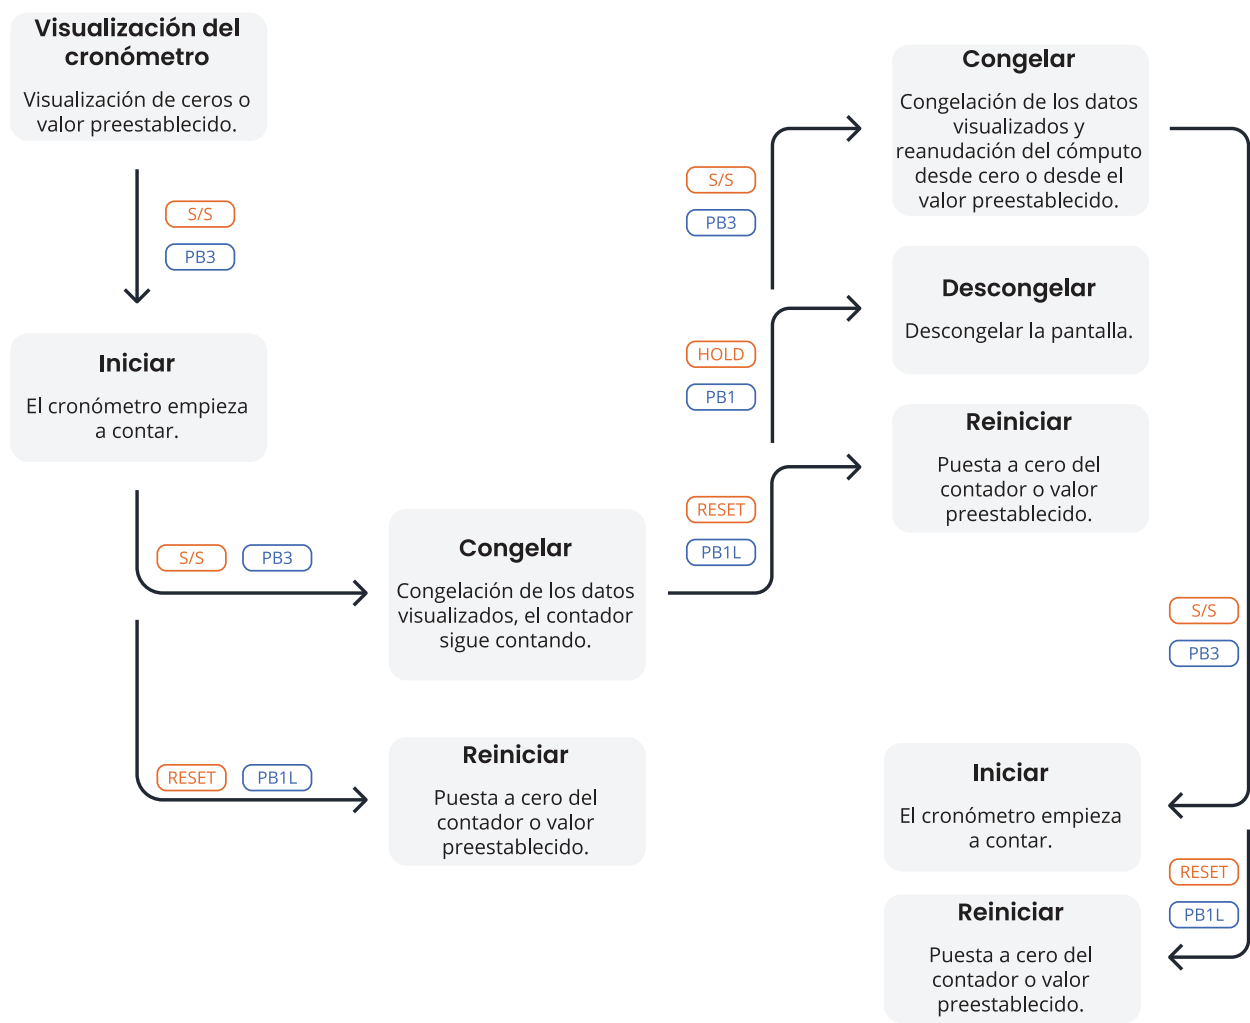 Visualización del
cronómetro
Visualización de ceros o
valor preestablecido.
S/S
PB3
Iniciar
El cronómetro empieza
a contar.
S/S PB3
Congelar
Congelación de los datos
visualizados, el contador
sigue contando.
RESET PB1L
Reiniciar
Puesta a cero del
contador o valor
preestablecido.
S/S
PB3
Congelar
Congelación de los datos
visualizados y
reanudación del cómputo
desde cero o desde el
valor preestablecido.
HOLD
PB1
Descongelar
Descongelar la pantalla.
RESET
PB1L
Reiniciar
Puesta a cero del
contador o valor
preestablecido.
S/S
PB3
Iniciar
El cronómetro empieza
a contar.
RESET
PB1L
Reiniciar
Puesta a cero del
contador o valor
preestablecido.